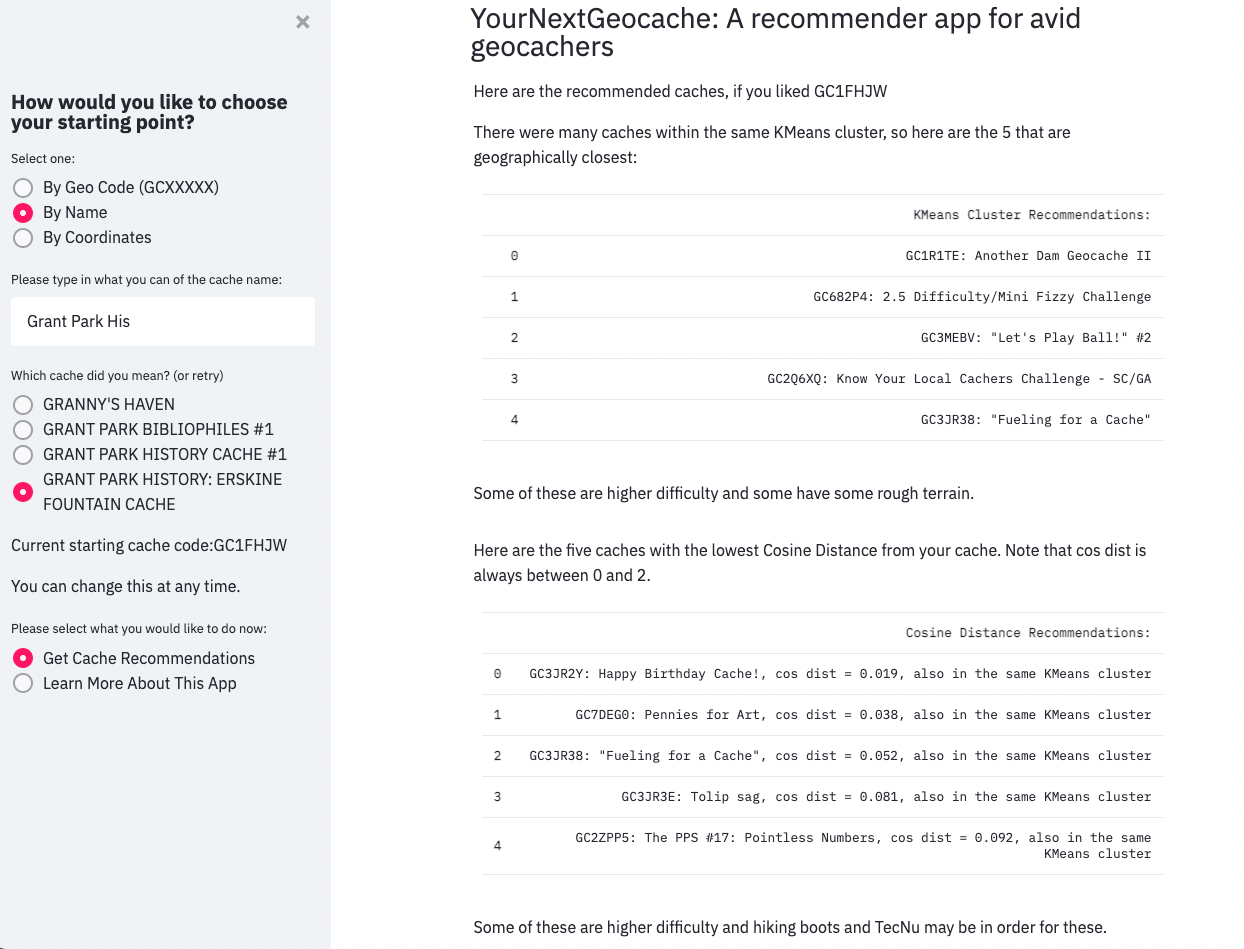 ×
How would you like to choose
your starting point?
Select one:
By Geo Code (GCXXXXX)
By Name
By Coordinates
Please type in what you can of the cache name:
Grant Park His
Which cache did you mean? (or retry)
GRANNY'S HAVEN
GRANT PARK BIBLIOPHILES #1
GRANT PARK HISTORY CACHE #1
GRANT PARK HISTORY: ERSKINE
FOUNTAIN CACHE
Current starting cache code:GC1FHJW
You can change this at any time.
Please select what you would like to do now:
Get Cache Recommendations
Learn More About This App
YourNextGeocache: A recommender app for avid
geocachers
Here are the recommended caches, if you liked GC1FHJW
There were many caches within the same KMeans cluster, so here are the 5 that are
geographically closest:
KMeans Cluster Recommendations:
0 GC1R1TE: Another Dam Geocache II
1 GC682P4: 2.5 Difficulty/Mini Fizzy Challenge
2 GC3MEBV: "Let's Play Ball!" #2
3 GC2Q6XQ: Know Your Local Cachers Challenge - SC/GA
4 GC3JR38: "Fueling for a Cache"
Some of these are higher difficulty and some have some rough terrain.
Here are the five caches with the lowest Cosine Distance from your cache. Note that cos dist is
always between 0 and 2.
Cosine Distance Recommendations:
0 GC3JR2Y: Happy Birthday Cache!, cos dist = 0.019, also in the same KMeans cluster
1 GC7DEG0: Pennies for Art, cos dist = 0.038, also in the same KMeans cluster
2 GC3JR38: "Fueling for a Cache", cos dist = 0.052, also in the same KMeans cluster
3 GC3JR3E: Tolip sag, cos dist = 0.081, also in the same KMeans cluster
4 GC2ZPP5: The PPS #17: Pointless Numbers, cos dist = 0.092, also in the same
KMeans cluster
Some of these are higher difficulty and hiking boots and TecNu may be in order for these.